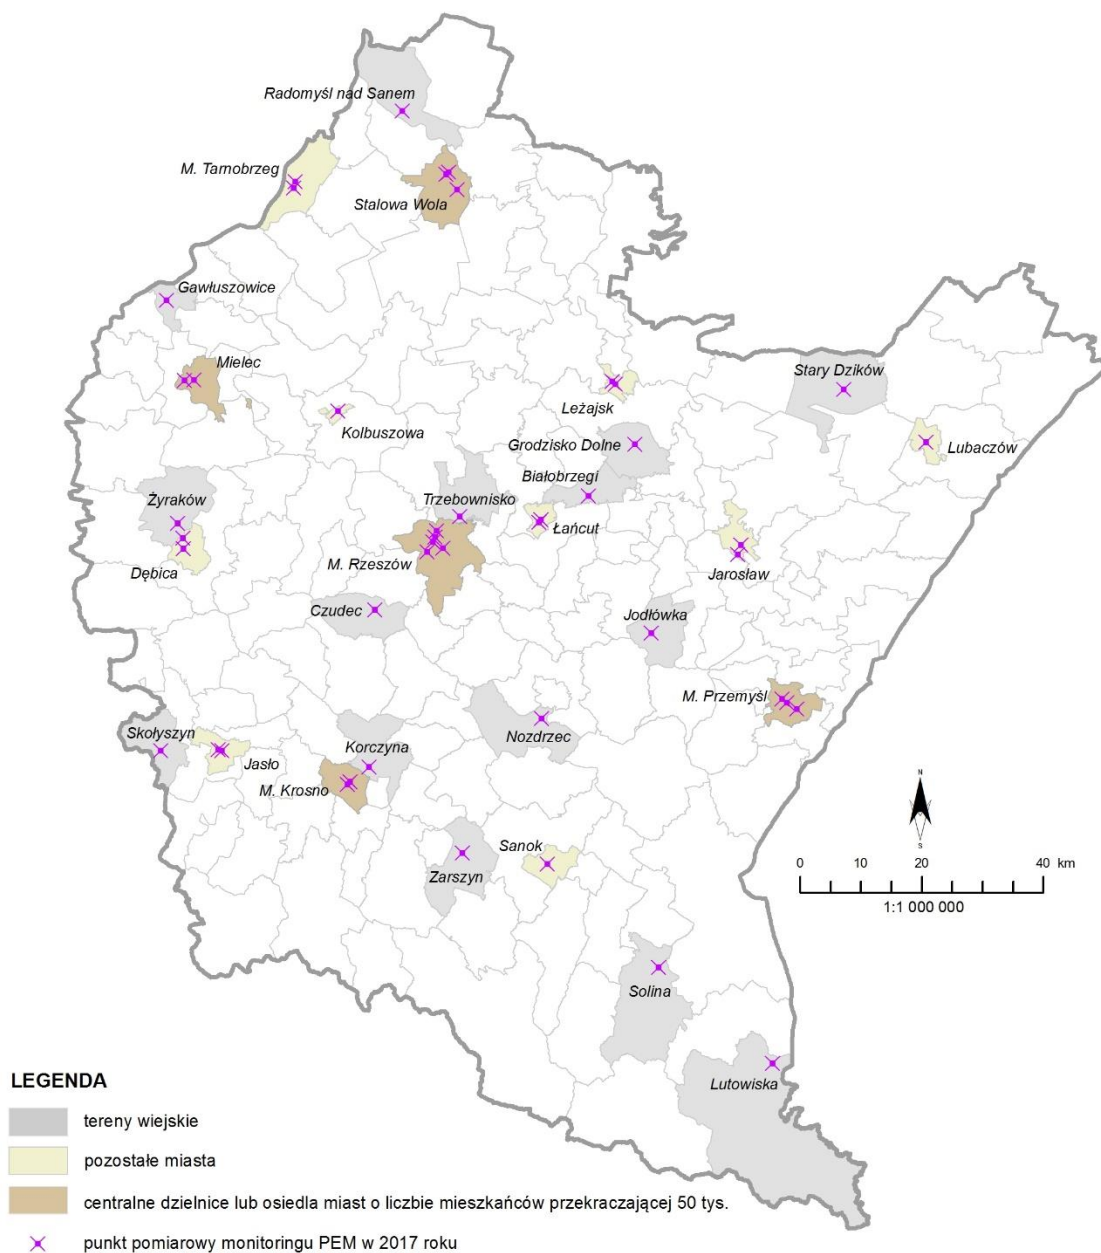 Radomyśl nad Sanem
M. Tarnobrzeg
Stalowa Wola
Gawłuszowice
Mielec
Stary Dzików
Leżajsk
Kolbuszowa
Grodzisko Dolne
Lubaczów
Białobrzegi
Żyraków
Trzebownisko
Łańcut
M. Rzeszów
Dębica
Jarosław
Czudec
Jodłówka
M. Przemyśl
Skołyszyn
Nozdrzec
Korczyna
Jasło
M. Krosno
N
S
Sanok
Zarszyn
0 10 20 40 km
1:1 000 000
Solina
Lutowiska
LEGENDA
tereny wiejskie
pozostałe miasta
centralne dzielnice lub osiedla miast o liczbie mieszkańców przekraczającej 50 tys.
punkt pomiarowy monitoringu PEM w 2017 roku